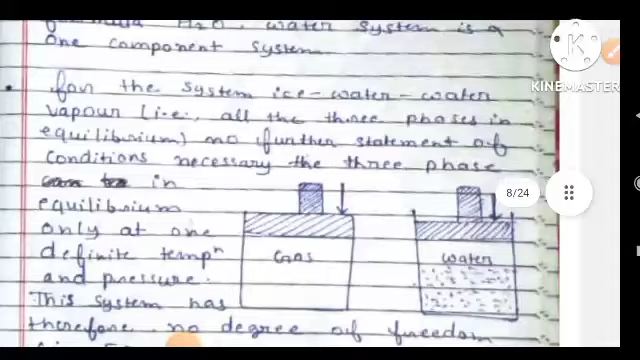 H2O. water system is a
one component system
• for the system ice-water-water
vapour (i.e., all the three phases in
equilibrium) no further statement of
conditions necessary the three phase
in
equilibrium
only at one
definite tempn
and pressure.
This system has
therefore no degree of freedom
Gas
water
KINEMASTER
8/24